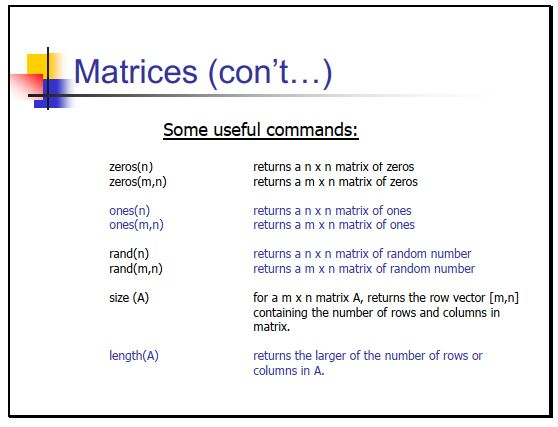 Matrices (con't…)
Some useful commands:
zeros(n) returns a n x n matrix of zeros
zeros(m,n) returns a m x n matrix of zeros
ones(n) returns a n x n matrix of ones
ones(m,n) returns a m x n matrix of ones
rand(n) returns a n x n matrix of random number
rand(m,n) returns a m x n matrix of random number
size (A) for a m x n matrix A, returns the row vector [m,n]
containing the number of rows and columns in
matrix.
length(A) returns the larger of the number of rows or
columns in A.